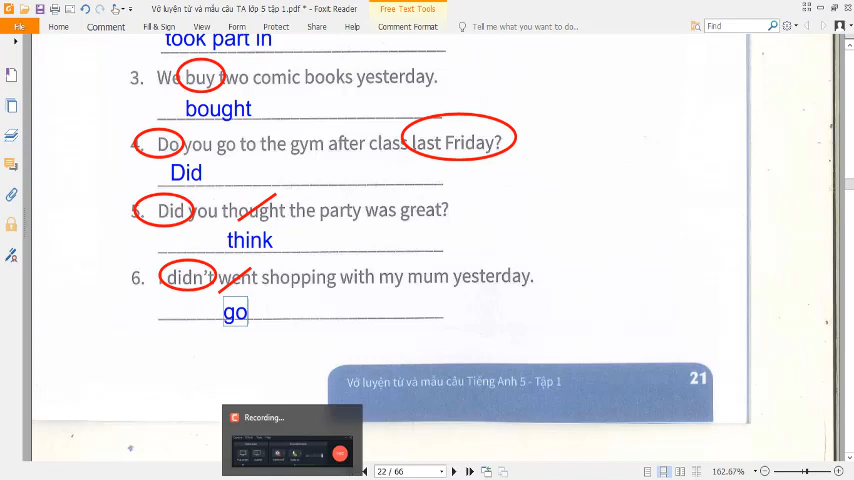 Vở luyện từ và mẫu câu TA lớp 5 tập 1.pdf * - Foxit Reader
Free Text Tools
File
Home
Comment
Fill & Sign
View
Form
Protect
Share
Help
Comment Format
Tell me what you want to do...
Find
took part in
3. We buy two comic books yesterday.
bought
4. Do you go to the gym after class last Friday?
Did
5. Did you thought the party was great?
think
6. I didn't went shopping with my mum yesterday.
go
Vở luyện từ và mẫu câu Tiếng Anh 5 - Tập 1
21
Recording...
22 / 66
162.67%